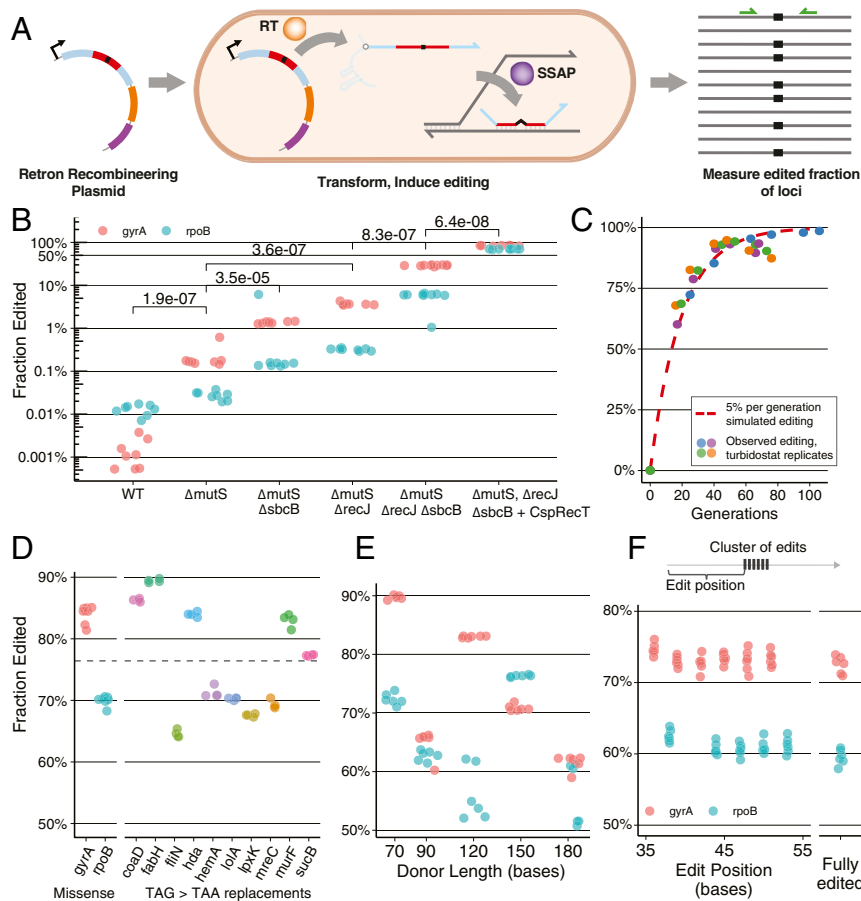 A
RT
SSAP
Retron Recombineering
Plasmid
Transform, Induce editing
Measure edited fraction
of loci
B
gyrA
rpoB
Fraction Edited
100%
50%
10%
1%
0.1%
0.01%
0.001%
1.9e-07
3.5e-05
3.6e-07
8.3e-07
6.4e-08
WT
ΔmutS
ΔmutS
ΔsbcB
ΔmutS
ΔrecJ
ΔmutS
ΔrecJ ΔsbcB
ΔmutS, ΔrecJ
ΔsbcB + CspRecT
C
100%
75%
50%
25%
0%
5% per generation
simulated editing
Observed editing,
turbidostat replicates
0 20 40 60 80 100
Generations
D
Fraction Edited
90%
80%
70%
60%
50%
gyrA
rpoB
coaD
fabH
fliN
hda
hemA
lolA
lpxK
mreC
murF
sucB
Missense
TAG > TAA replacements
E
90%
80%
70%
60%
50%
70 90 120 150 180
Donor Length (bases)
F
Cluster of edits
Edit position
80%
70%
60%
50%
gyrA
rpoB
35 45 55
Edit Position
(bases)
Fully
edited